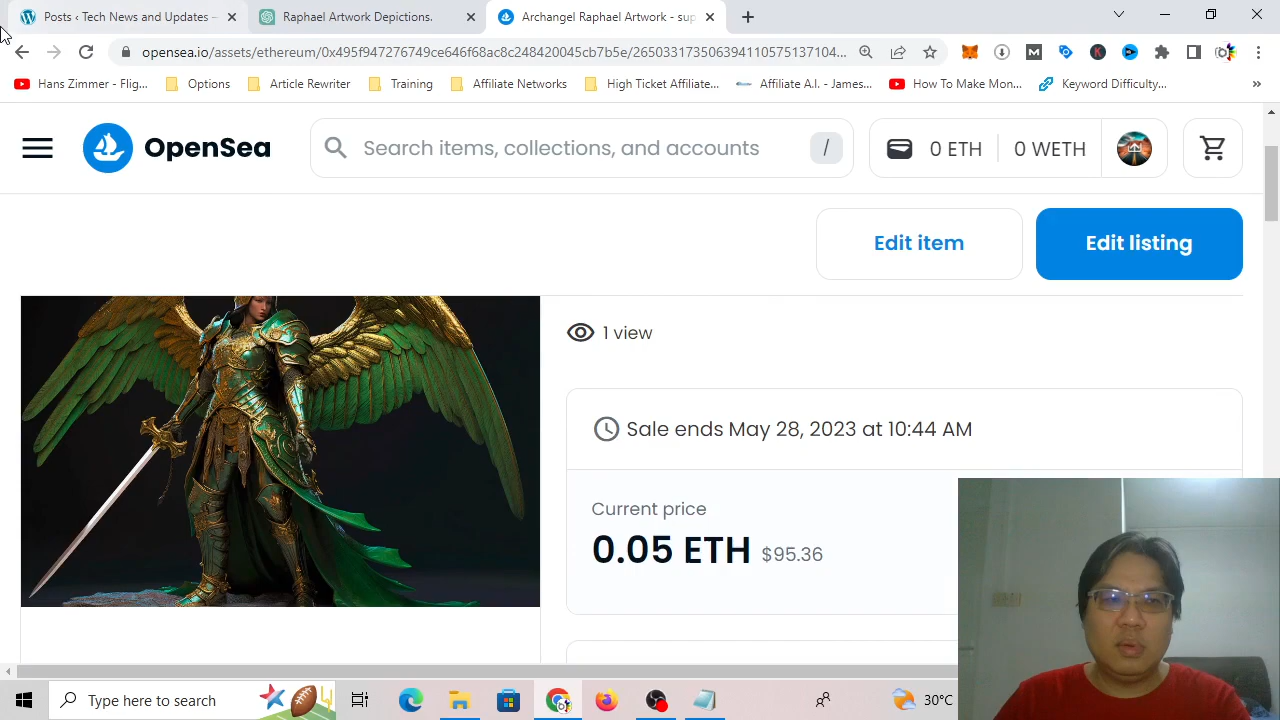 Posts ‹ Tech News and Updates –
Raphael Artwork Depictions.
Archangel Raphael Artwork - sup
opensea.io/assets/ethereum/0x495f947276749ce646f68ac8c248420045cb7b5e/26503317350639411057513710​4...
Hans Zimmer - Flig...
Options
Article Rewriter
Training
Affiliate Networks
High Ticket Affiliate...
Affiliate A.I. - James...
How To Make Mon...
Keyword Difficulty...
»
OpenSea
Search items, collections, and accounts
/
0 ETH
0 WETH
Edit item
Edit listing
1 view
Sale ends May 28, 2023 at 10:44 AM
Current price
0.05 ETH $95.36
Type here to search
30°C